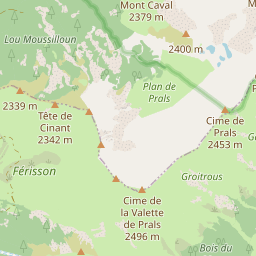 Mont Caval
2379 m
Lou Moussilloun
2400 m
Plan de
Prals
2339 m
Tête de
Cinant
2342 m
Cime de
Prals
2453 m
Férisson
Groitrous
Cime de
la Valette
de Prals
2496 m
Bois du